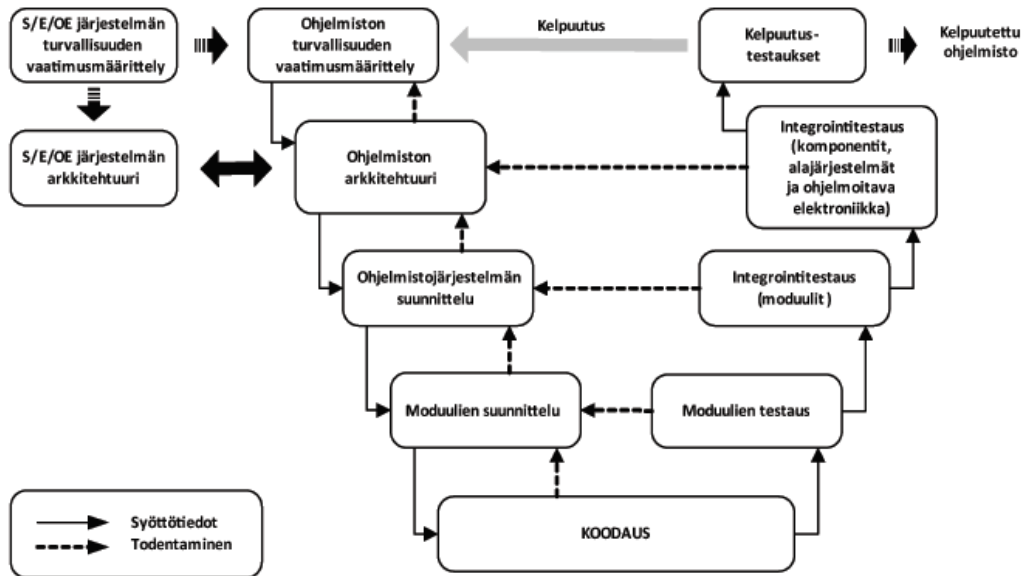 S/E/OE järjestelmän
turvallisuuden
vaatimusmäärittely
Ohjelmiston
turvallisuuden
vaatimusmäärittely
Kelpuutus
Kelpuutus-
testaukset
Kelpuutettu
ohjelmisto
S/E/OE järjestelmän
arkkitehtuuri
Ohjelmiston
arkkitehtuuri
Integrointitestaus
(komponentit,
alajärjestelmät
ja ohjelmoitava
elektroniikka)
Ohjelmistojärjestelmän
suunnittelu
Integrointitestaus
(moduulit )
Moduulien suunnittelu
Moduulien testaus
KOODAUS
Syöttötiedot
Todentaminen